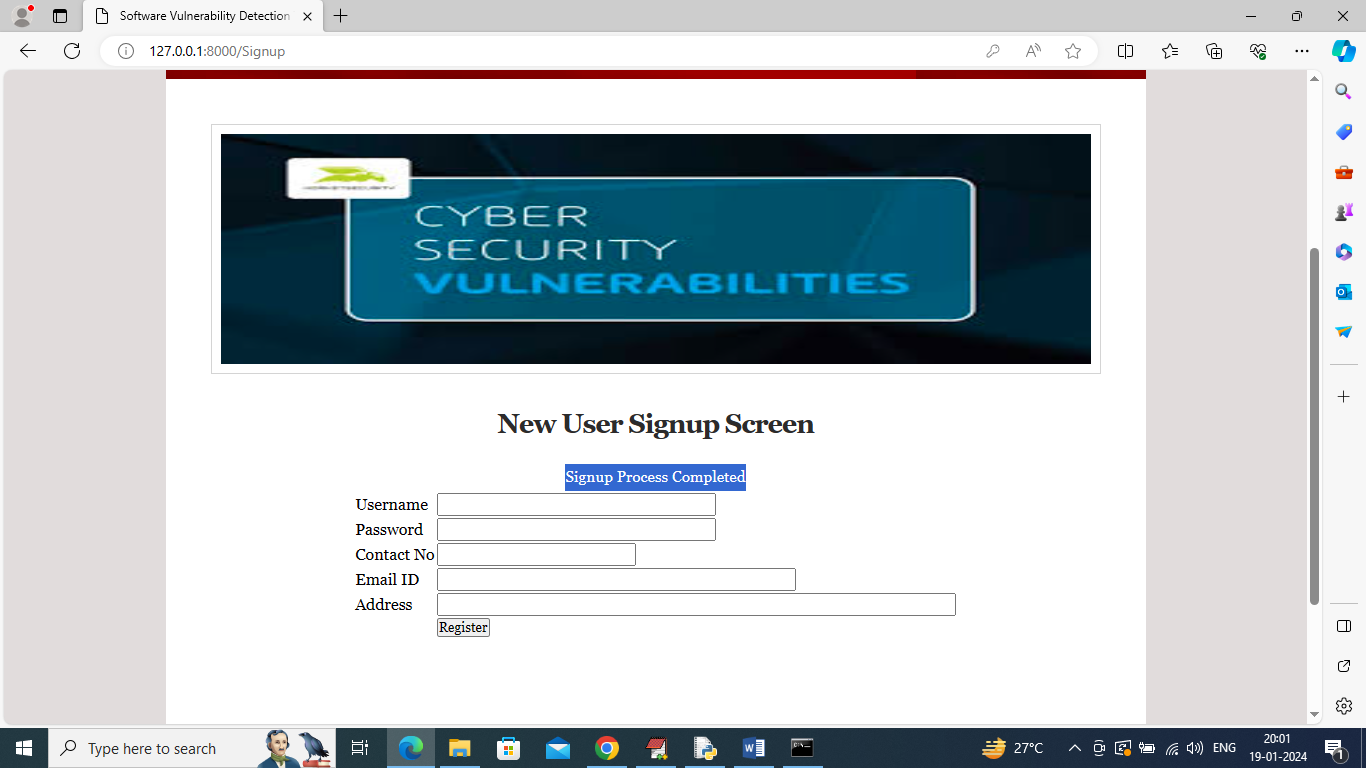 Software Vulnerability Detection
127.0.0.1:8000/Signup
CYBER
SECURITY
VULNERABILITIES
New User Signup Screen
Signup Process Completed
Username
Password
Contact No
Email ID
Address
Register
Type here to search
27°C
ENG
20:01
19-01-2024
1